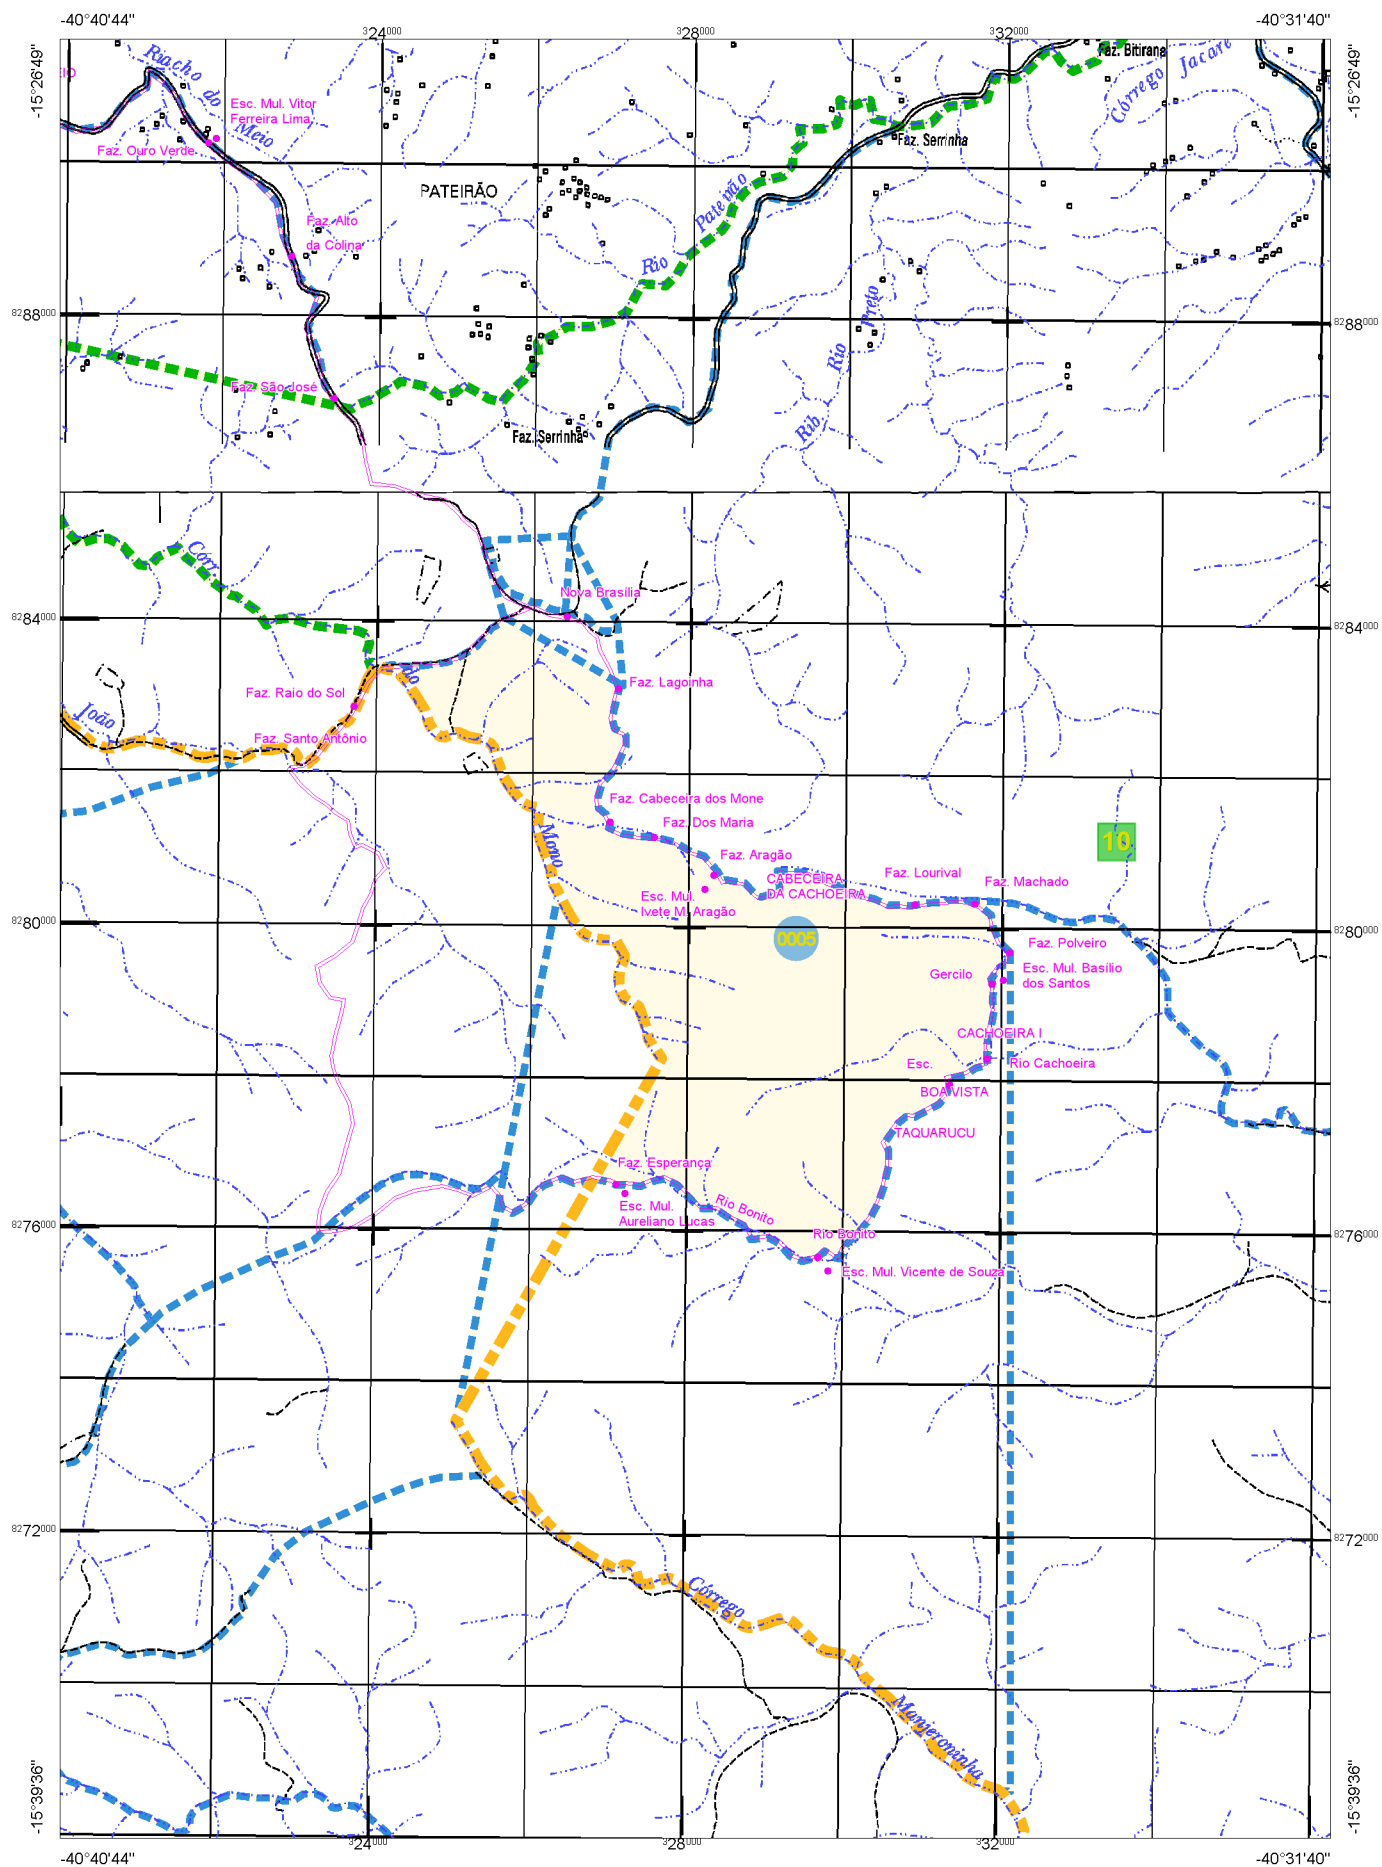 -40°40'44"
-40°31'40"
324000
328000
332000
-15°26'49"
-15°26'49"
Faz. Bitirana
Riacho do Meio
Esc. Mul. Vitor
Ferreira Lima
Faz. Ouro Verde
Córrego Jacaré
Faz. Serrinha
PATEIRÃO
Rio Pateirão
Faz. Alto
da Colina
8288000
8288000
Rib. Rio Preto
Faz. São José
Faz. Serrinha
Córr.
Nova Brasília
8284000
8284000
do
Faz. Raio do Sol
Faz. Lagoinha
João
Faz. Santo Antônio
Faz. Cabeceira dos Mone
Faz. Dos Maria
Mono
10
Faz. Aragão
CABECEIRA
DA CACHOEIRA
Faz. Lourival
Faz. Machado
Esc. Mul.
Ivete M. Aragão
8280000
8280000
0005
Faz. Polveiro
Gercilo
Esc. Mul. Basílio
dos Santos
CACHOEIRA I
Esc.
Rio Cachoeira
BOA VISTA
TAQUARUCU
Faz. Esperança
Esc. Mul.
Aureliano Lucas
Rio Bonito
Rio Bonito
8276000
8276000
Esc. Mul. Vicente de Souza
8272000
8272000
Córrego
Manjeroninha
-15°39'36"
-15°39'36"
324000
328000
332000
-40°40'44"
-40°31'40"